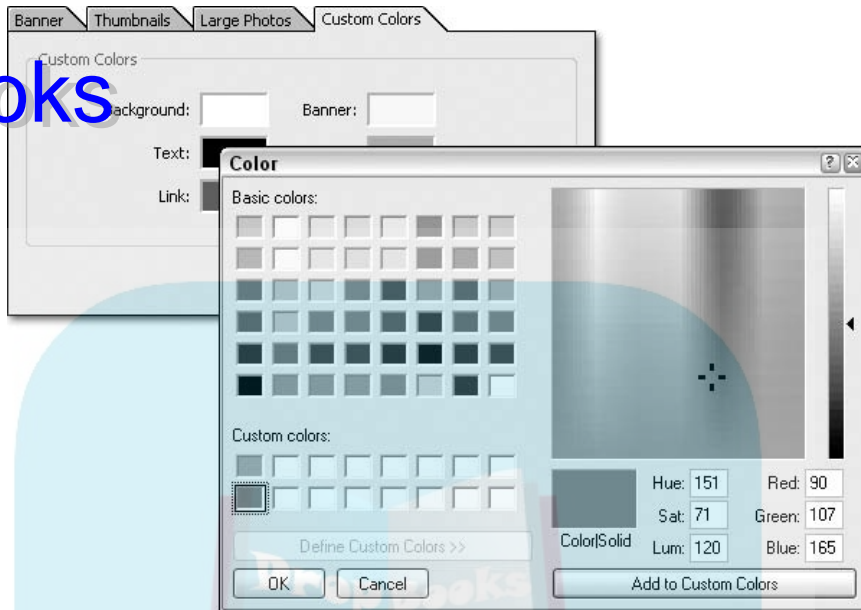 Banner Thumbnails Large Photos Custom Colors
Custom Colors
oks
Background: Banner:
Text:
Link:
Color
Basic colors:
Custom colors:
Hue: 151 Red: 90
Sat: 71 Green: 107
Color|Solid Lum: 120 Blue: 165
Define Custom Colors >>
OK Cancel Add to Custom Colors
DropBooks